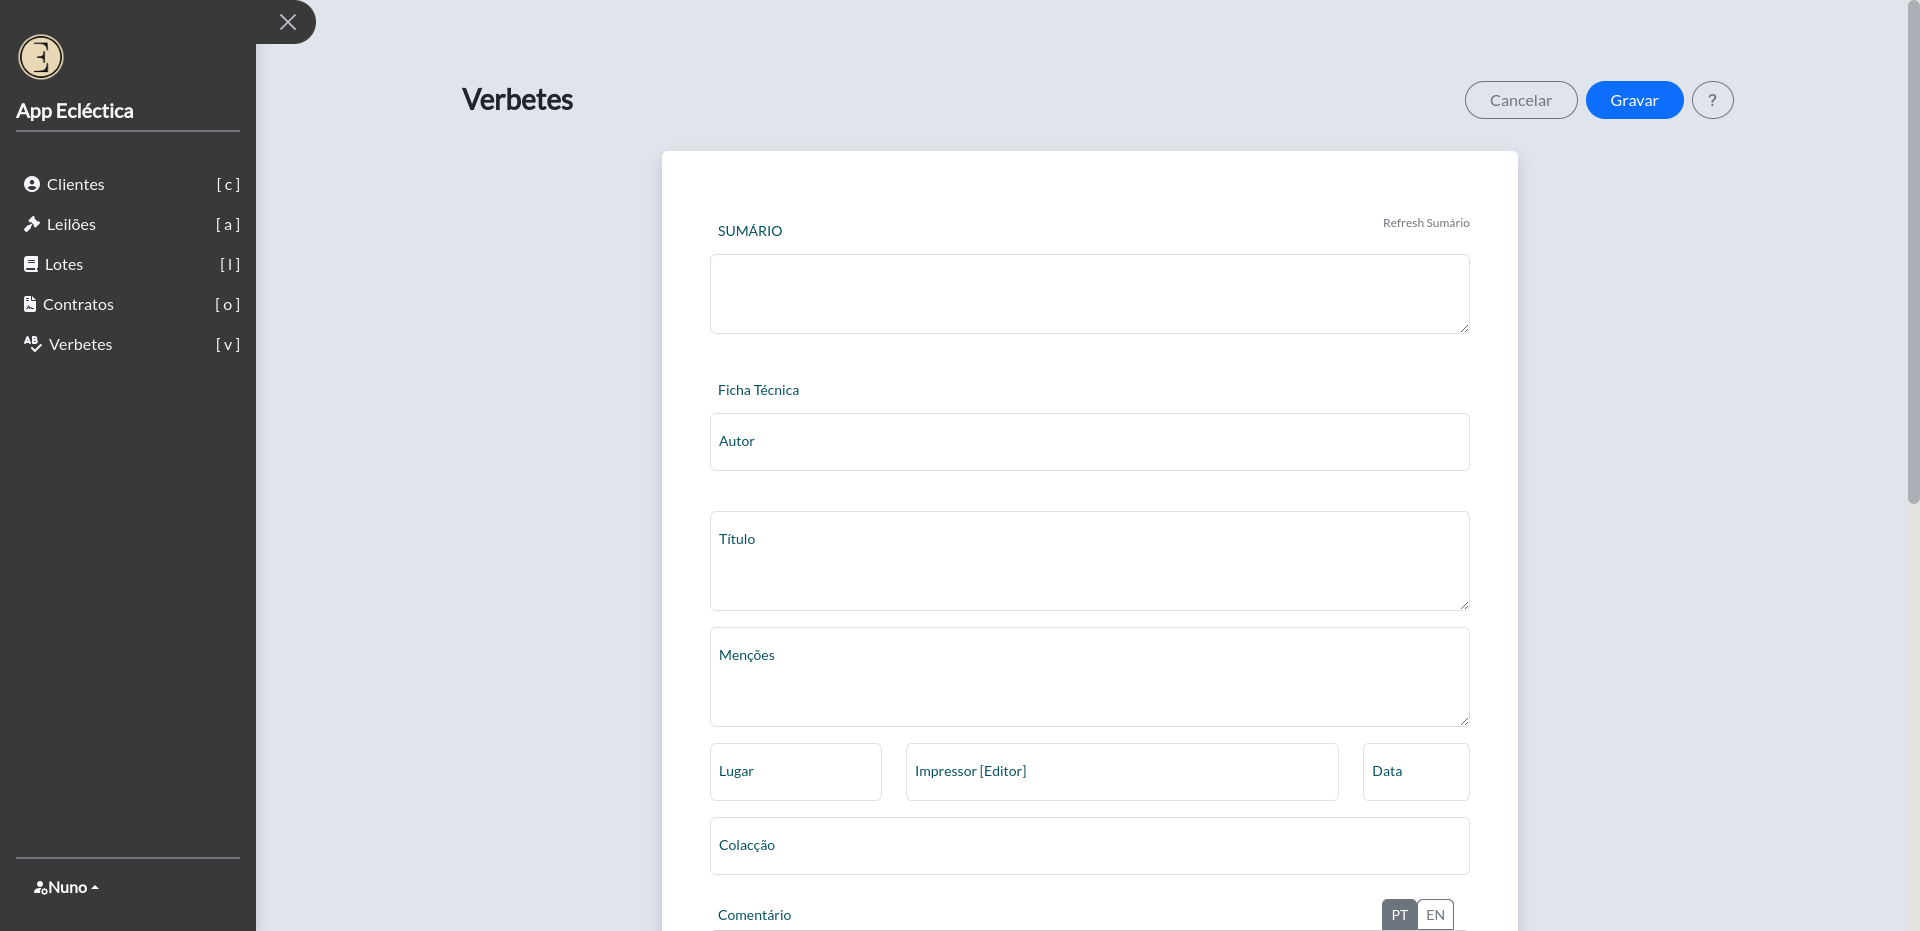 E
App Ecléctica
Clientes [ c ]
Leilões [ a ]
Lotes [ l ]
Contratos [ o ]
Verbetes [ v ]
Nuno
Verbetes
Cancelar Gravar ?
SUMÁRIO Refresh Sumário
Ficha Técnica
Autor
Título
Menções
Lugar Impressor [Editor] Data
Colacção
Comentário PT EN